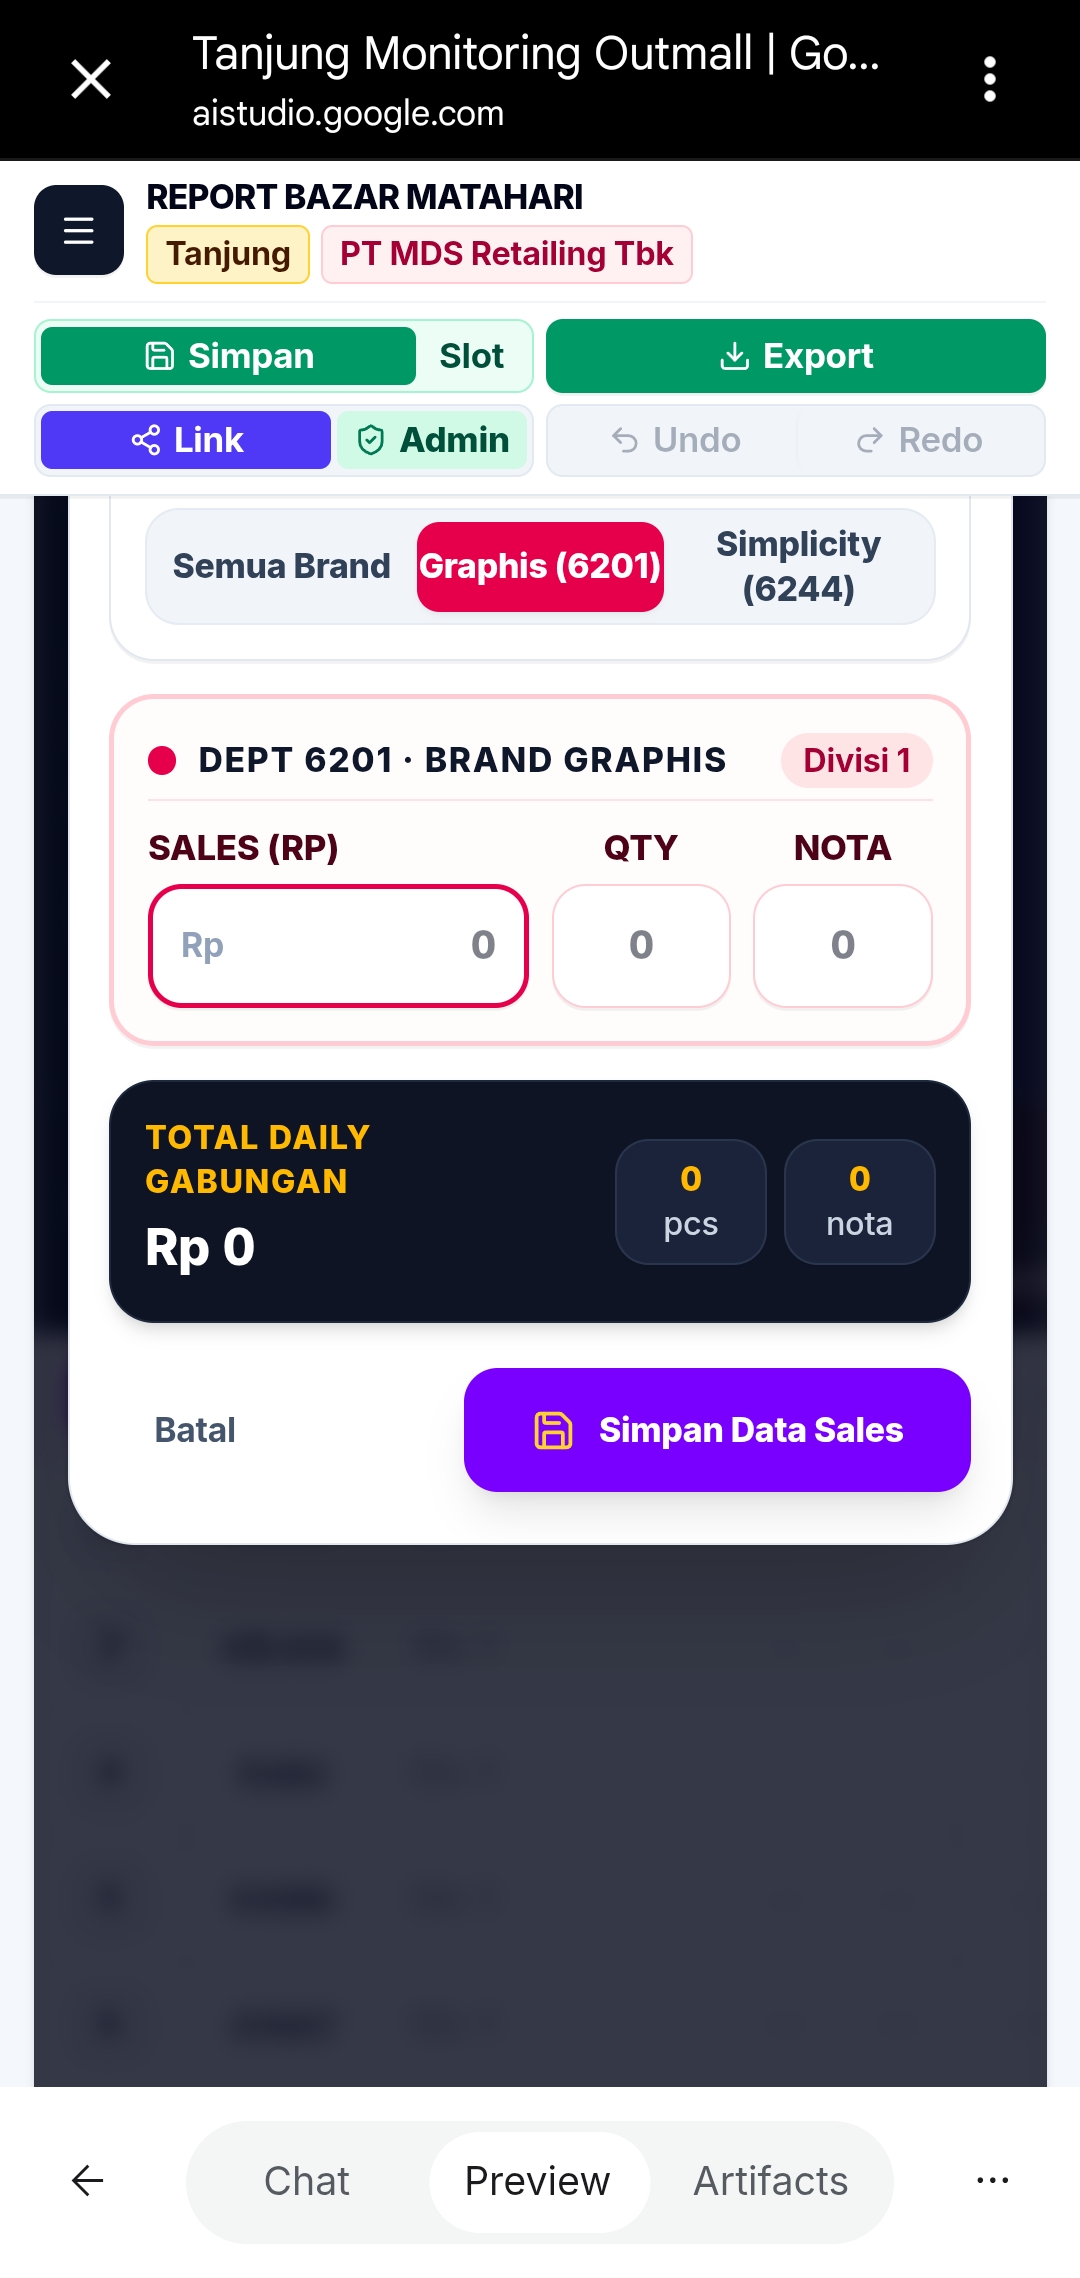 Tanjung Monitoring Outmall | Go...
aistudio.google.com
REPORT BAZAR MATAHARI
Tanjung
PT MDS Retailing Tbk
Simpan
Slot
Export
Link
Admin
Undo
Redo
Semua Brand
Graphis (6201)
Simplicity
(6244)
DEPT 6201 · BRAND GRAPHIS
Divisi 1
SALES (RP)
QTY
NOTA
Rp
0
0
0
TOTAL DAILY
GABUNGAN
Rp 0
0
pcs
0
nota
Batal
Simpan Data Sales
Chat
Preview
Artifacts